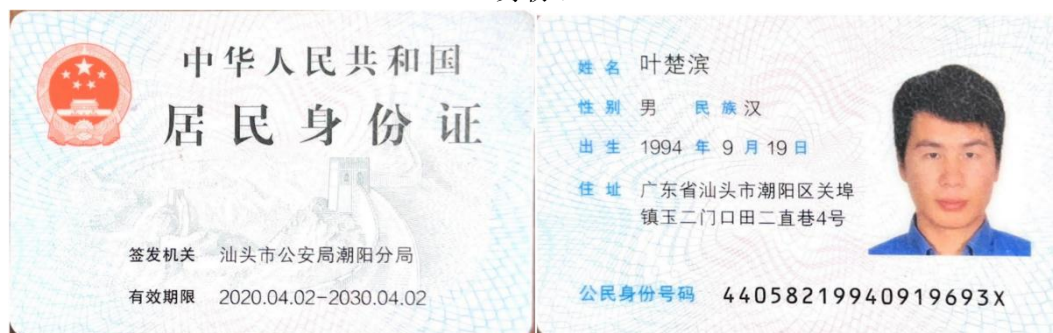 中华人民共和国
居民身份证
签发机关 汕头市公安局潮阳分局
有效期限 2020.04.02-2030.04.02
姓名 叶楚滨
性别 男 民族 汉
出生 1994 年 9 月 19 日
住址 广东省汕头市潮阳区关埠
镇玉二门口田二直巷4号
公民身份号码 44058219940919693X